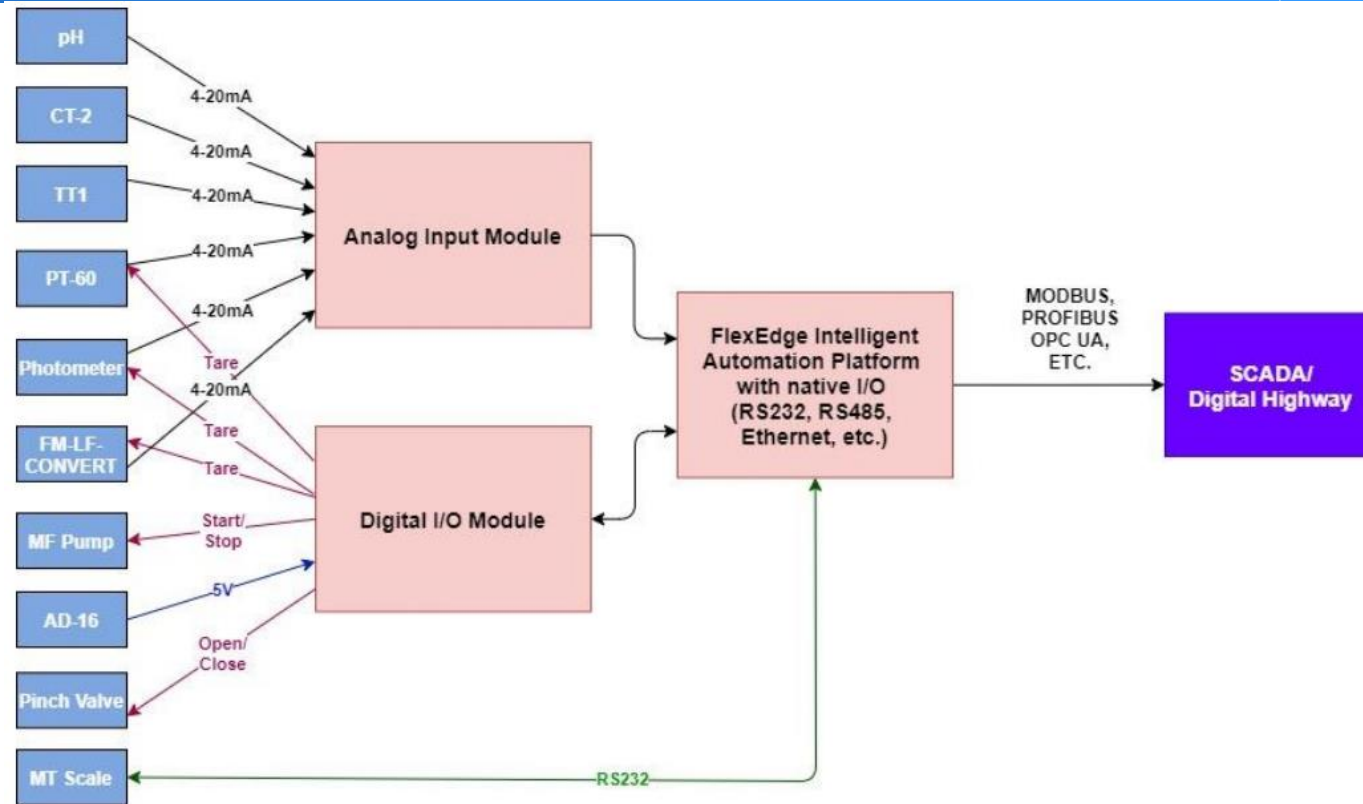 pH
4-20mA
CT-2
4-20mA
TT1
4-20mA
PT-60
4-20mA
Photometer
4-20mA
FM-LF-
CONVERT
4-20mA
Tare
Tare
Tare
MF Pump
Start/
Stop
AD-16
5V
Pinch Valve
Open/
Close
MT Scale
RS232
Analog Input Module
Digital I/O Module
FlexEdge Intelligent
Automation Platform
with native I/O
(RS232, RS485,
Ethernet, etc.)
MODBUS,
PROFIBUS
OPC UA,
ETC.
SCADA/
Digital Highway